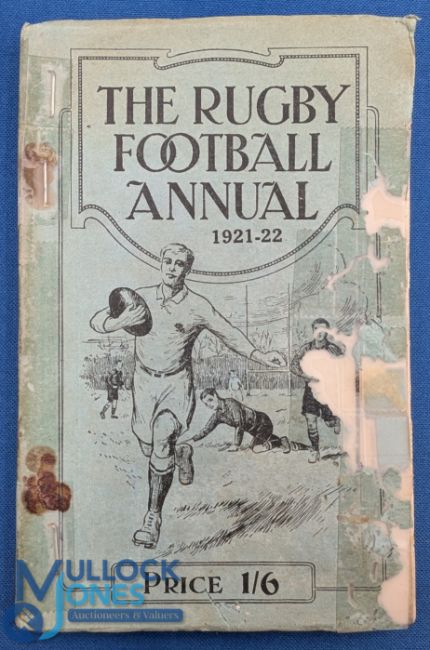 THE RUGBY
FOOTBALL
ANNUAL
1921-22
PRICE 1/6
MULLOCK
JONES
Auctioneers & Valuers